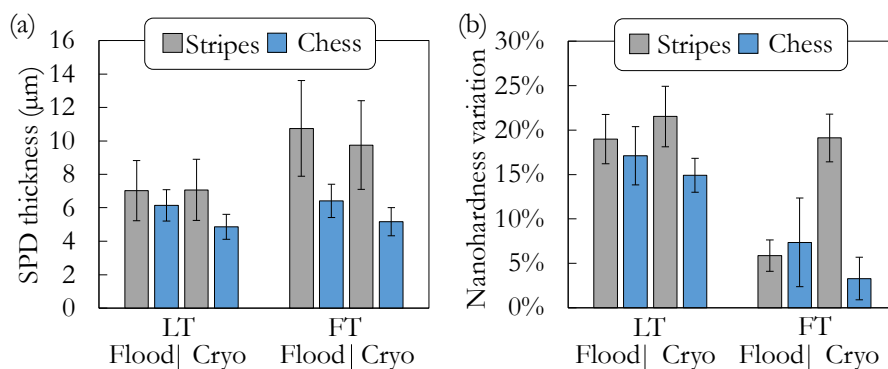 (a)
Stripes Chess
SPD thickness (μm)
16
14
12
10
8
6
4
2
0
LT FT
Flood| Cryo Flood| Cryo
(b)
Stripes Chess
Nanohardness variation
30%
25%
20%
15%
10%
5%
0%
LT FT
Flood| Cryo Flood| Cryo